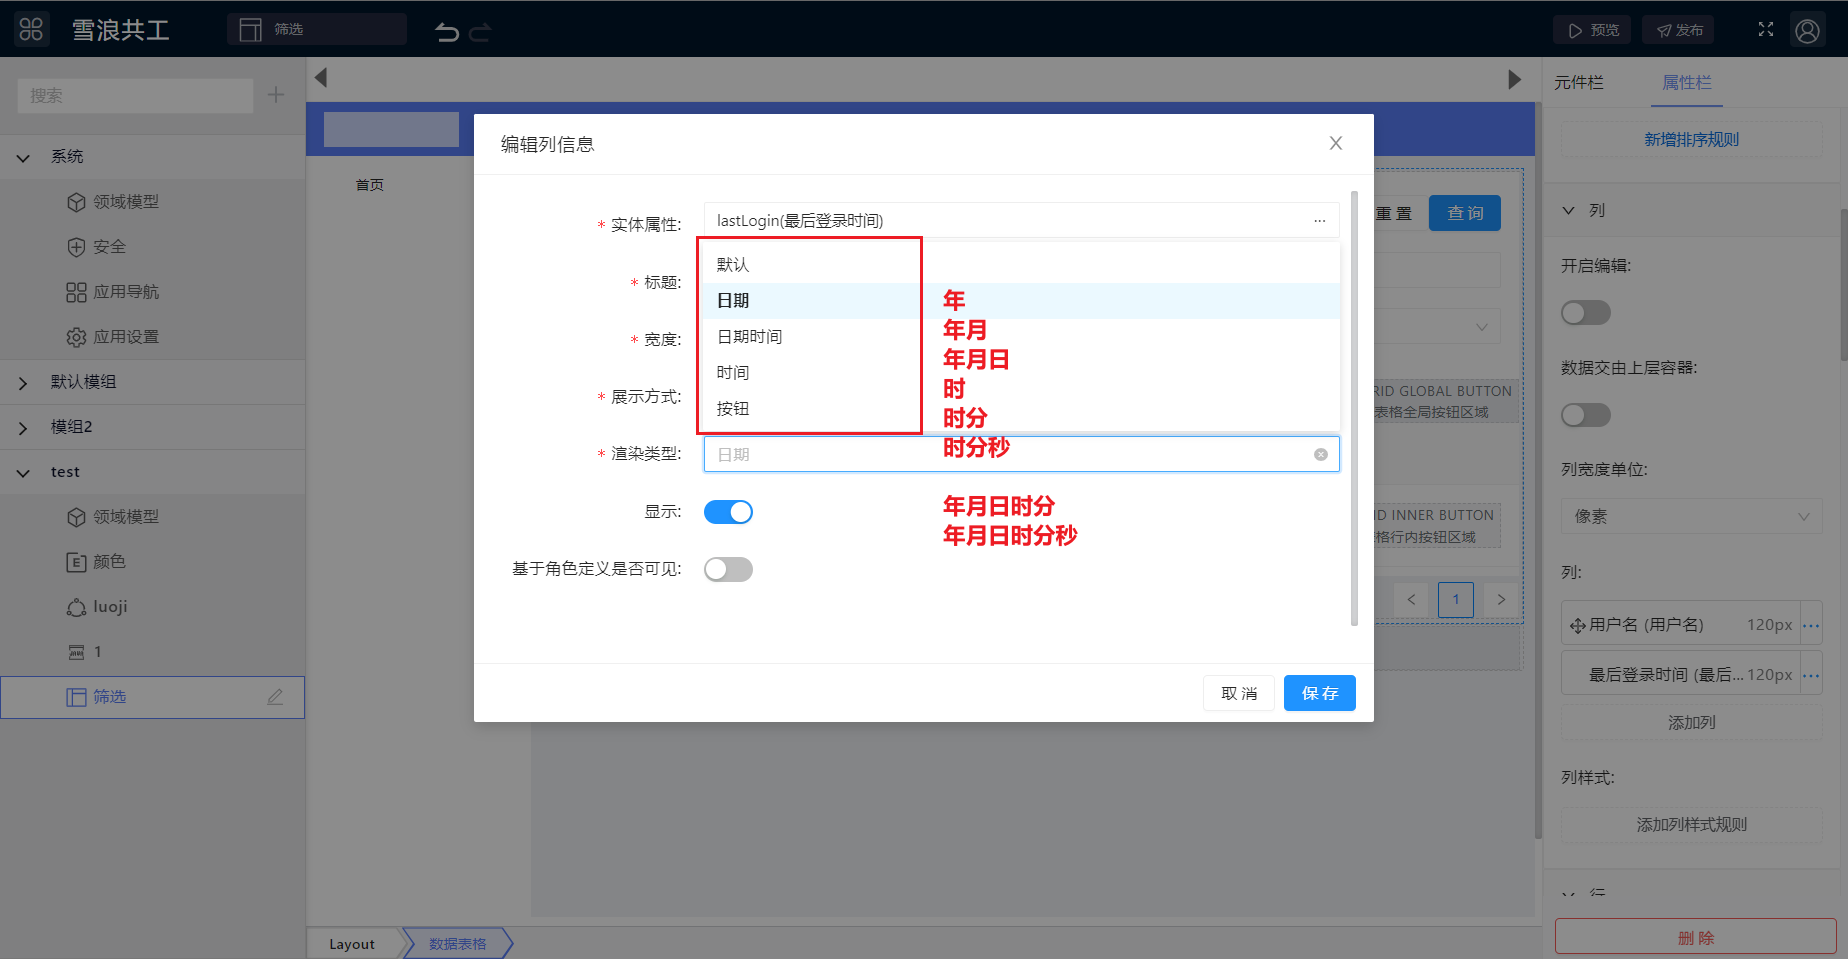 雪浪共工
筛选
预览
发布
搜索
系统
领域模型
安全
应用导航
应用设置
默认模组
模组2
test
领域模型
颜色
luoji
1
筛选
首页
编辑列信息
* 实体属性:
lastLogin(最后登录时间)
...
* 标题:
* 宽度:
* 展示方式:
* 渲染类型:
默认
日期
日期时间
时间
按钮
日期
年
年月
年月日
时
时分
时分秒
年月日时分
年月日时分秒
显示:
基于角色定义是否可见:
取 消
保 存
重 置
查 询
RID GLOBAL BUTTON
表格全局按钮区域
ID INNER BUTTON
格行内按钮区域
< 1 >
Layout
数据表格
元件栏
属性栏
新增排序规则
列
开启编辑:
数据交由上层容器:
列宽度单位:
像素
列:
用户名 (用户名) 120px ...
最后登录时间 (最后... 120px ...
添加列
列样式:
添加列样式规则
行
删 除